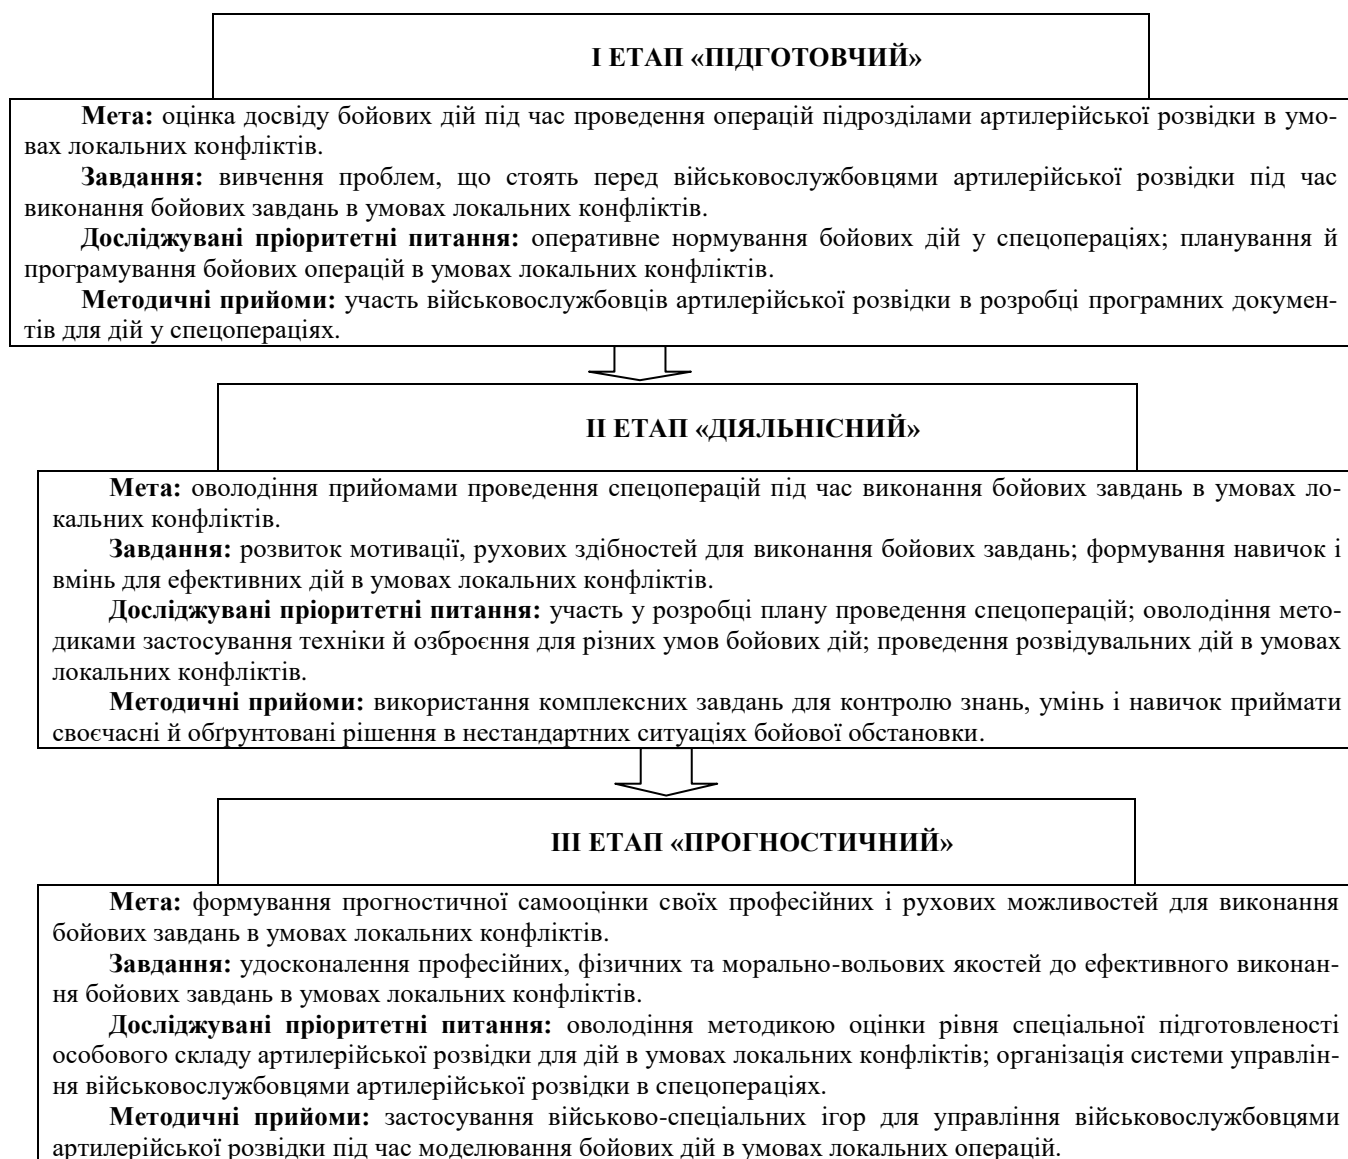 І ЕТАП «ПІДГОТОВЧИЙ»
Мета: оцінка досвіду бойових дій під час проведення операцій підрозділами артилерійської розвідки в умо-
вах локальних конфліктів.
Завдання: вивчення проблем, що стоять перед військовослужбовцями артилерійської розвідки під час
виконання бойових завдань в умовах локальних конфліктів.
Досліджувані пріоритетні питання: оперативне нормування бойових дій у спецопераціях; планування й
програмування бойових операцій в умовах локальних конфліктів.
Методичні прийоми: участь військовослужбовців артилерійської розвідки в розробці програмних докумен-
тів для дій у спецопераціях.
ІІ ЕТАП «ДІЯЛЬНІСНИЙ»
Мета: оволодіння прийомами проведення спецоперацій під час виконання бойових завдань в умовах ло-
кальних конфліктів.
Завдання: розвиток мотивації, рухових здібностей для виконання бойових завдань; формування навичок і
вмінь для ефективних дій в умовах локальних конфліктів.
Досліджувані пріоритетні питання: участь у розробці плану проведення спецоперацій; оволодіння мето-
диками застосування техніки й озброєння для різних умов бойових дій; проведення розвідувальних дій в умовах
локальних конфліктів.
Методичні прийоми: використання комплексних завдань для контролю знань, умінь і навичок приймати
своєчасні й обґрунтовані рішення в нестандартних ситуаціях бойової обстановки.
ІІІ ЕТАП «ПРОГНОСТИЧНИЙ»
Мета: формування прогностичної самооцінки своїх професійних і рухових можливостей для виконання
бойових завдань в умовах локальних конфліктів.
Завдання: удосконалення професійних, фізичних та морально-вольових якостей до ефективного виконан-
ня бойових завдань в умовах локальних конфліктів.
Досліджувані пріоритетні питання: оволодіння методикою оцінки рівня спеціальної підготовленості
особового складу артилерійської розвідки для дій в умовах локальних конфліктів; організація системи управлін-
ня військовослужбовцями артилерійської розвідки в спецопераціях.
Методичні прийоми: застосування військово-спеціальних ігор для управління військовослужбовцями
артилерійської розвідки під час моделювання бойових дій в умовах локальних операцій.